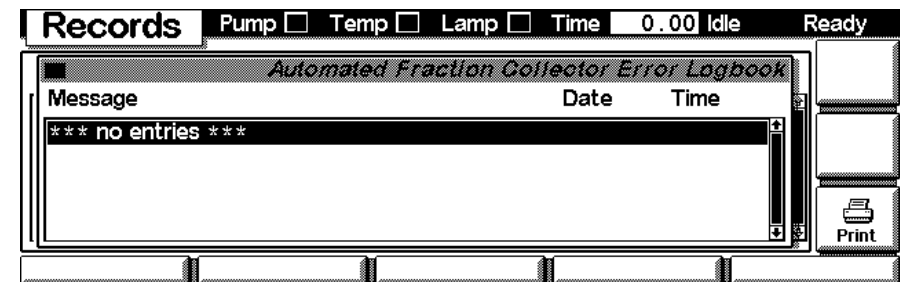 Records Pump Temp Lamp Time 0.00 Idle Ready
Automated Fraction Collector Error Logbook
Message Date Time
*** no entries ***
Print